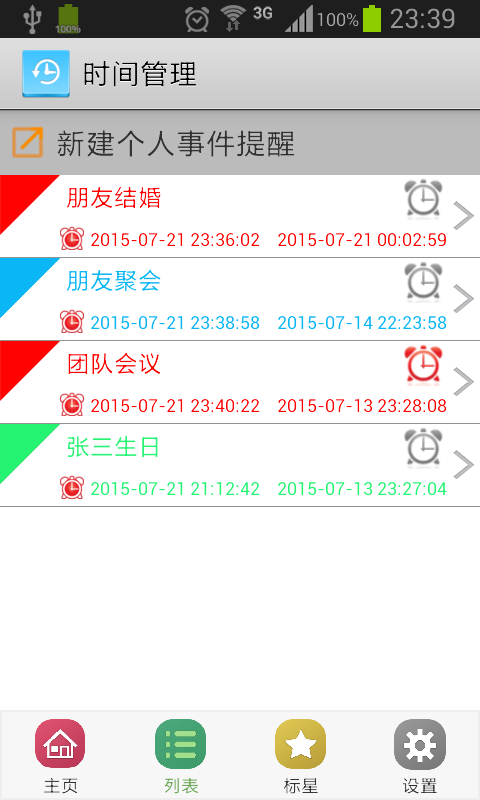 100% 3G 100% 23:39
时间管理
新建个人事件提醒
朋友结婚
2015-07-21 23:36:02 2015-07-21 00:02:59
朋友聚会
2015-07-21 23:38:58 2015-07-14 22:23:58
团队会议
2015-07-21 23:40:22 2015-07-13 23:28:08
张三生日
2015-07-21 21:12:42 2015-07-13 23:27:04
主页 列表 标星 设置